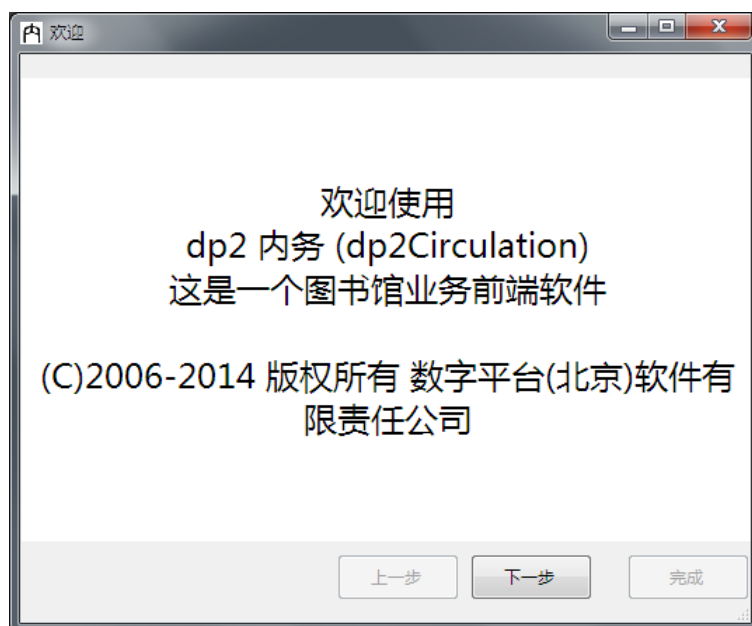 内 欢迎
欢迎使用
dp2 内务 (dp2Circulation)
这是一个图书馆业务前端软件
(C)2006-2014 版权所有 数字平台(北京)软件有
限责任公司
上一步 下一步 完成